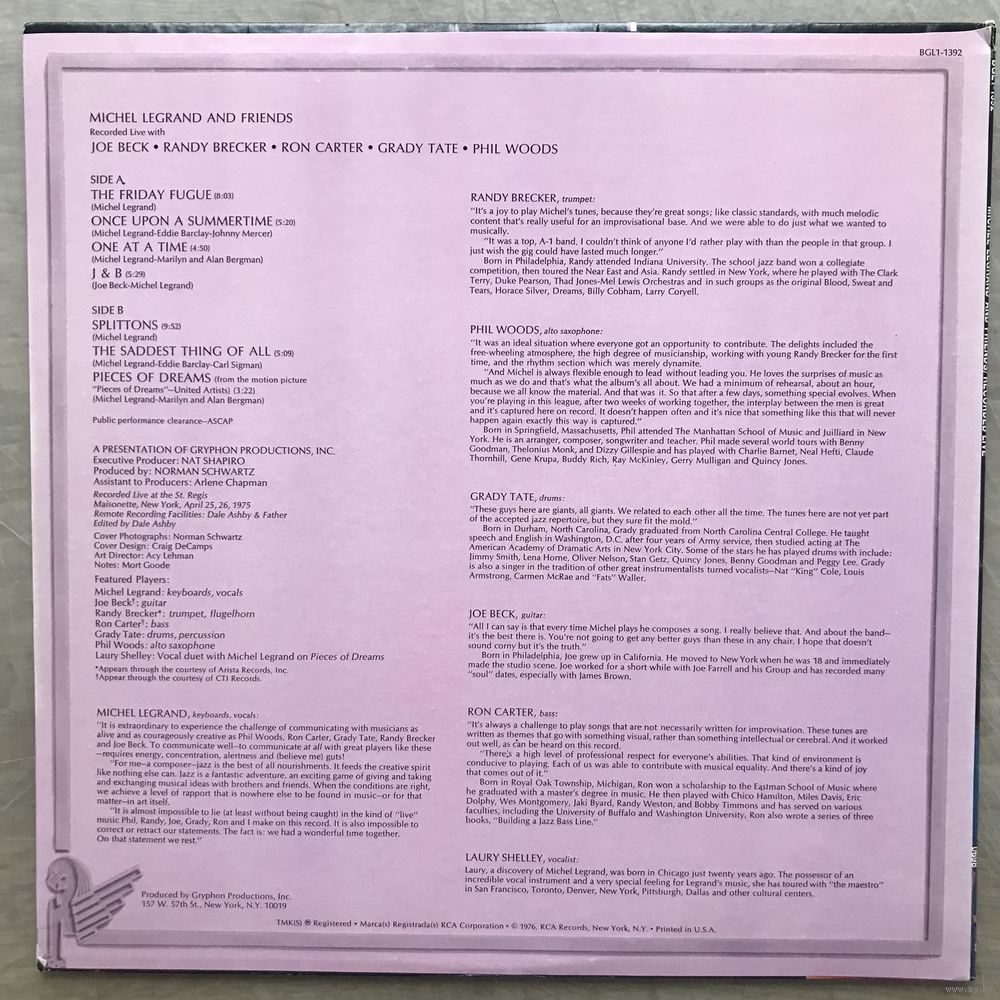 BGL1-1392
MICHEL LEGRAND AND FRIENDS
Recorded Live with
JOE BECK • RANDY BRECKER • RON CARTER • GRADY TATE • PHIL WOODS
SIDE A
THE FRIDAY FUGUE (8:03)
(Michel Legrand)
ONCE UPON A SUMMERTIME (5:20)
(Michel Legrand-Eddie Barclay-Johnny Mercer)
ONE AT A TIME (4:50)
(Michel Legrand-Marilyn and Alan Bergman)
J & B (5:29)
(Joe Beck-Michel Legrand)
SIDE B
SPLITTONS (9:52)
(Michel Legrand)
THE SADDEST THING OF ALL (5:09)
(Michel Legrand-Eddie Barclay-Carl Sigman)
PIECES OF DREAMS (from the motion picture
"Pieces of Dreams"—United Artists) (3:22)
(Michel Legrand-Marilyn and Alan Bergman)
Public performance clearance—ASCAP
A PRESENTATION OF GRYPHON PRODUCTIONS, INC.
Executive Producer: NAT SHAPIRO
Produced by: NORMAN SCHWARTZ
Assistant to Producers: Arlene Chapman
Recorded Live at the St. Regis
Maisonette, New York, April 25, 26, 1975
Remote Recording Facilities: Dale Ashby & Father
Edited by Dale Ashby
Cover Photographs: Norman Schwartz
Cover Design: Craig DeCamps
Art Director: Acy Lehman
Notes: Mort Goode
Featured Players:
Michel Legrand: keyboards, vocals
Joe Beck†: guitar
Randy Brecker*: trumpet, flugelhorn
Ron Carter†: bass
Grady Tate: drums, percussion
Phil Woods: alto saxophone
Laury Shelley: Vocal duet with Michel Legrand on Pieces of Dreams
*Appears through the courtesy of Arista Records, Inc.
†Appear through the courtesy of CTI Records.
MICHEL LEGRAND, keyboards, vocals:
"It is extraordinary to experience the challenge of communicating with musicians as
alive and as courageously creative as Phil Woods, Ron Carter, Grady Tate, Randy Brecker
and Joe Beck. To communicate well—to communicate at all with great players like these
—requires energy, concentration, alertness and (believe me) guts!
"For me—a composer—jazz is the best of all nourishments. It feeds the creative spirit
like nothing else can. Jazz is a fantastic adventure, an exciting game of giving and taking
and exchanging musical ideas with brothers and friends. When the conditions are right,
we achieve a level of rapport that is nowhere else to be found in music—or for that
matter—in art itself.
"It is almost impossible to lie (at least without being caught) in the kind of "live"
music Phil, Randy, Joe, Grady, Ron and I make on this record. It is also impossible to
correct or retract our statements. The fact is: we had a wonderful time together.
On that statement we rest."
RANDY BRECKER, trumpet:
"It's a joy to play Michel's tunes, because they're great songs; like classic standards, with much melodic
content that's really useful for an improvisational base. And we were able to do just what we wanted to
musically.
"It was a top, A-1 band. I couldn't think of anyone I'd rather play with than the people in that group. I
just wish the gig could have lasted much longer."
Born in Philadelphia, Randy attended Indiana University. The school jazz band won a collegiate
competition, then toured the Near East and Asia. Randy settled in New York, where he played with The Clark
Terry, Duke Pearson, Thad Jones-Mel Lewis Orchestras and in such groups as the original Blood, Sweat and
Tears, Horace Silver, Dreams, Billy Cobham, Larry Coryell.
PHIL WOODS, alto saxophone:
"It was an ideal situation where everyone got an opportunity to contribute. The delights included the
free-wheeling atmosphere, the high degree of musicianship, working with young Randy Brecker for the first
time, and the rhythm section which was merely dynamite.
"And Michel is always flexible enough to lead without leading you. He loves the surprises of music as
much as we do and that's what the album's all about. We had a minimum of rehearsal, about an hour,
because we all know the material. And that was it. So that after a few days, something special evolves. When
you're playing in this league, after two weeks of working together, the interplay between the men is great
and it's captured here on record. It doesn't happen often and it's nice that something like this that will never
happen again exactly this way is captured."
Born in Springfield, Massachusetts, Phil attended The Manhattan School of Music and Juilliard in New
York. He is an arranger, composer, songwriter and teacher. Phil made several world tours with Benny
Goodman, Thelonius Monk, and Dizzy Gillespie and has played with Charlie Barnet, Neal Hefti, Claude
Thornhill, Gene Krupa, Buddy Rich, Ray McKinley, Gerry Mulligan and Quincy Jones.
GRADY TATE, drums:
"These guys here are giants, all giants. We related to each other all the time. The tunes here are not yet part
of the accepted jazz repertoire, but they sure fit the mold."
Born in Durham, North Carolina, Grady graduated from North Carolina Central College. He taught
speech and English in Washington, D.C. after four years of Army service, then studied acting at The
American Academy of Dramatic Arts in New York City. Some of the stars he has played drums with include:
Jimmy Smith, Lena Horne, Oliver Nelson, Stan Getz, Quincy Jones, Benny Goodman and Peggy Lee. Grady
is also a singer in the tradition of other great instrumentalists turned vocalists—Nat "King" Cole, Louis
Armstrong, Carmen McRae and "Fats" Waller.
JOE BECK, guitar:
"All I can say is that every time Michel plays he composes a song. I really believe that. And about the band—
it's the best there is. You're not going to get any better guys than these in any chair. I hope that doesn't
sound corny but it's the truth."
Born in Philadelphia, Joe grew up in California. He moved to New York when he was 18 and immediately
made the studio scene. Joe worked for a short while with Joe Farrell and his Group and has recorded many
"soul" dates, especially with James Brown.
RON CARTER, bass:
"It's always a challenge to play songs that are not necessarily written for improvisation. These tunes are
written as themes that go with something visual, rather than something intellectual or cerebral. And it worked
out well, as can be heard on this record.
"There's a high level of professional respect for everyone's abilities. That kind of environment is
conducive to playing. Each of us was able to contribute with musical equality. And there's a kind of joy
that comes out of it."
Born in Royal Oak Township, Michigan, Ron won a scholarship to the Eastman School of Music where
he graduated with a master's degree in music. He then played with Chico Hamilton, Miles Davis, Eric
Dolphy, Wes Montgomery, Jaki Byard, Randy Weston, and Bobby Timmons and has served on various
faculties, including the University of Buffalo and Washington University. Ron also wrote a series of three
books, "Building a Jazz Bass Line."
LAURY SHELLEY, vocalist:
Laury, a discovery of Michel Legrand, was born in Chicago just twenty years ago. The possessor of an
incredible vocal instrument and a very special feeling for Legrand's music, she has toured with "the maestro"
in San Francisco, Toronto, Denver, New York, Pittsburgh, Dallas and other cultural centers.
Produced by Gryphon Productions, Inc.
157 W. 57th St., New York, N.Y. 10019
TMK(S) ® Registered • Marca(s) Registrada(s) RCA Corporation • © 1976, RCA Records, New York, N.Y. • Printed in U.S.A.
www.ay.by